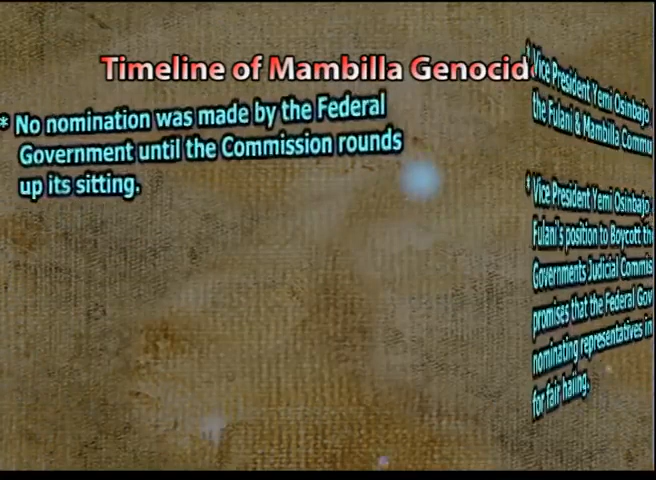 Timeline of Mambilla Genocid
* No nomination was made by the Federal
Government until the Commission rounds
up its sitting.
* Vice President Yemi Osinbajo
the Fulani & Mambilla Commu
* Vice President Yemi Osinbajo
Fulani's position to Boycott th
Governments Judicial Commis
promises that the Federal Gov
nominating representatives in
for fair haiing.